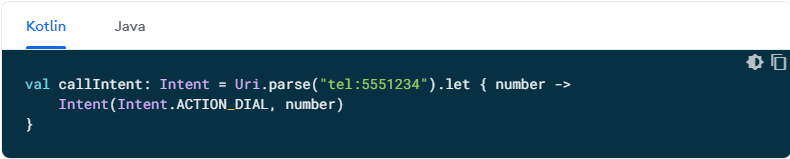 Kotlin Java
val callIntent: Intent = Uri.parse("tel:5551234").let { number ->
    Intent(Intent.ACTION_DIAL, number)
}